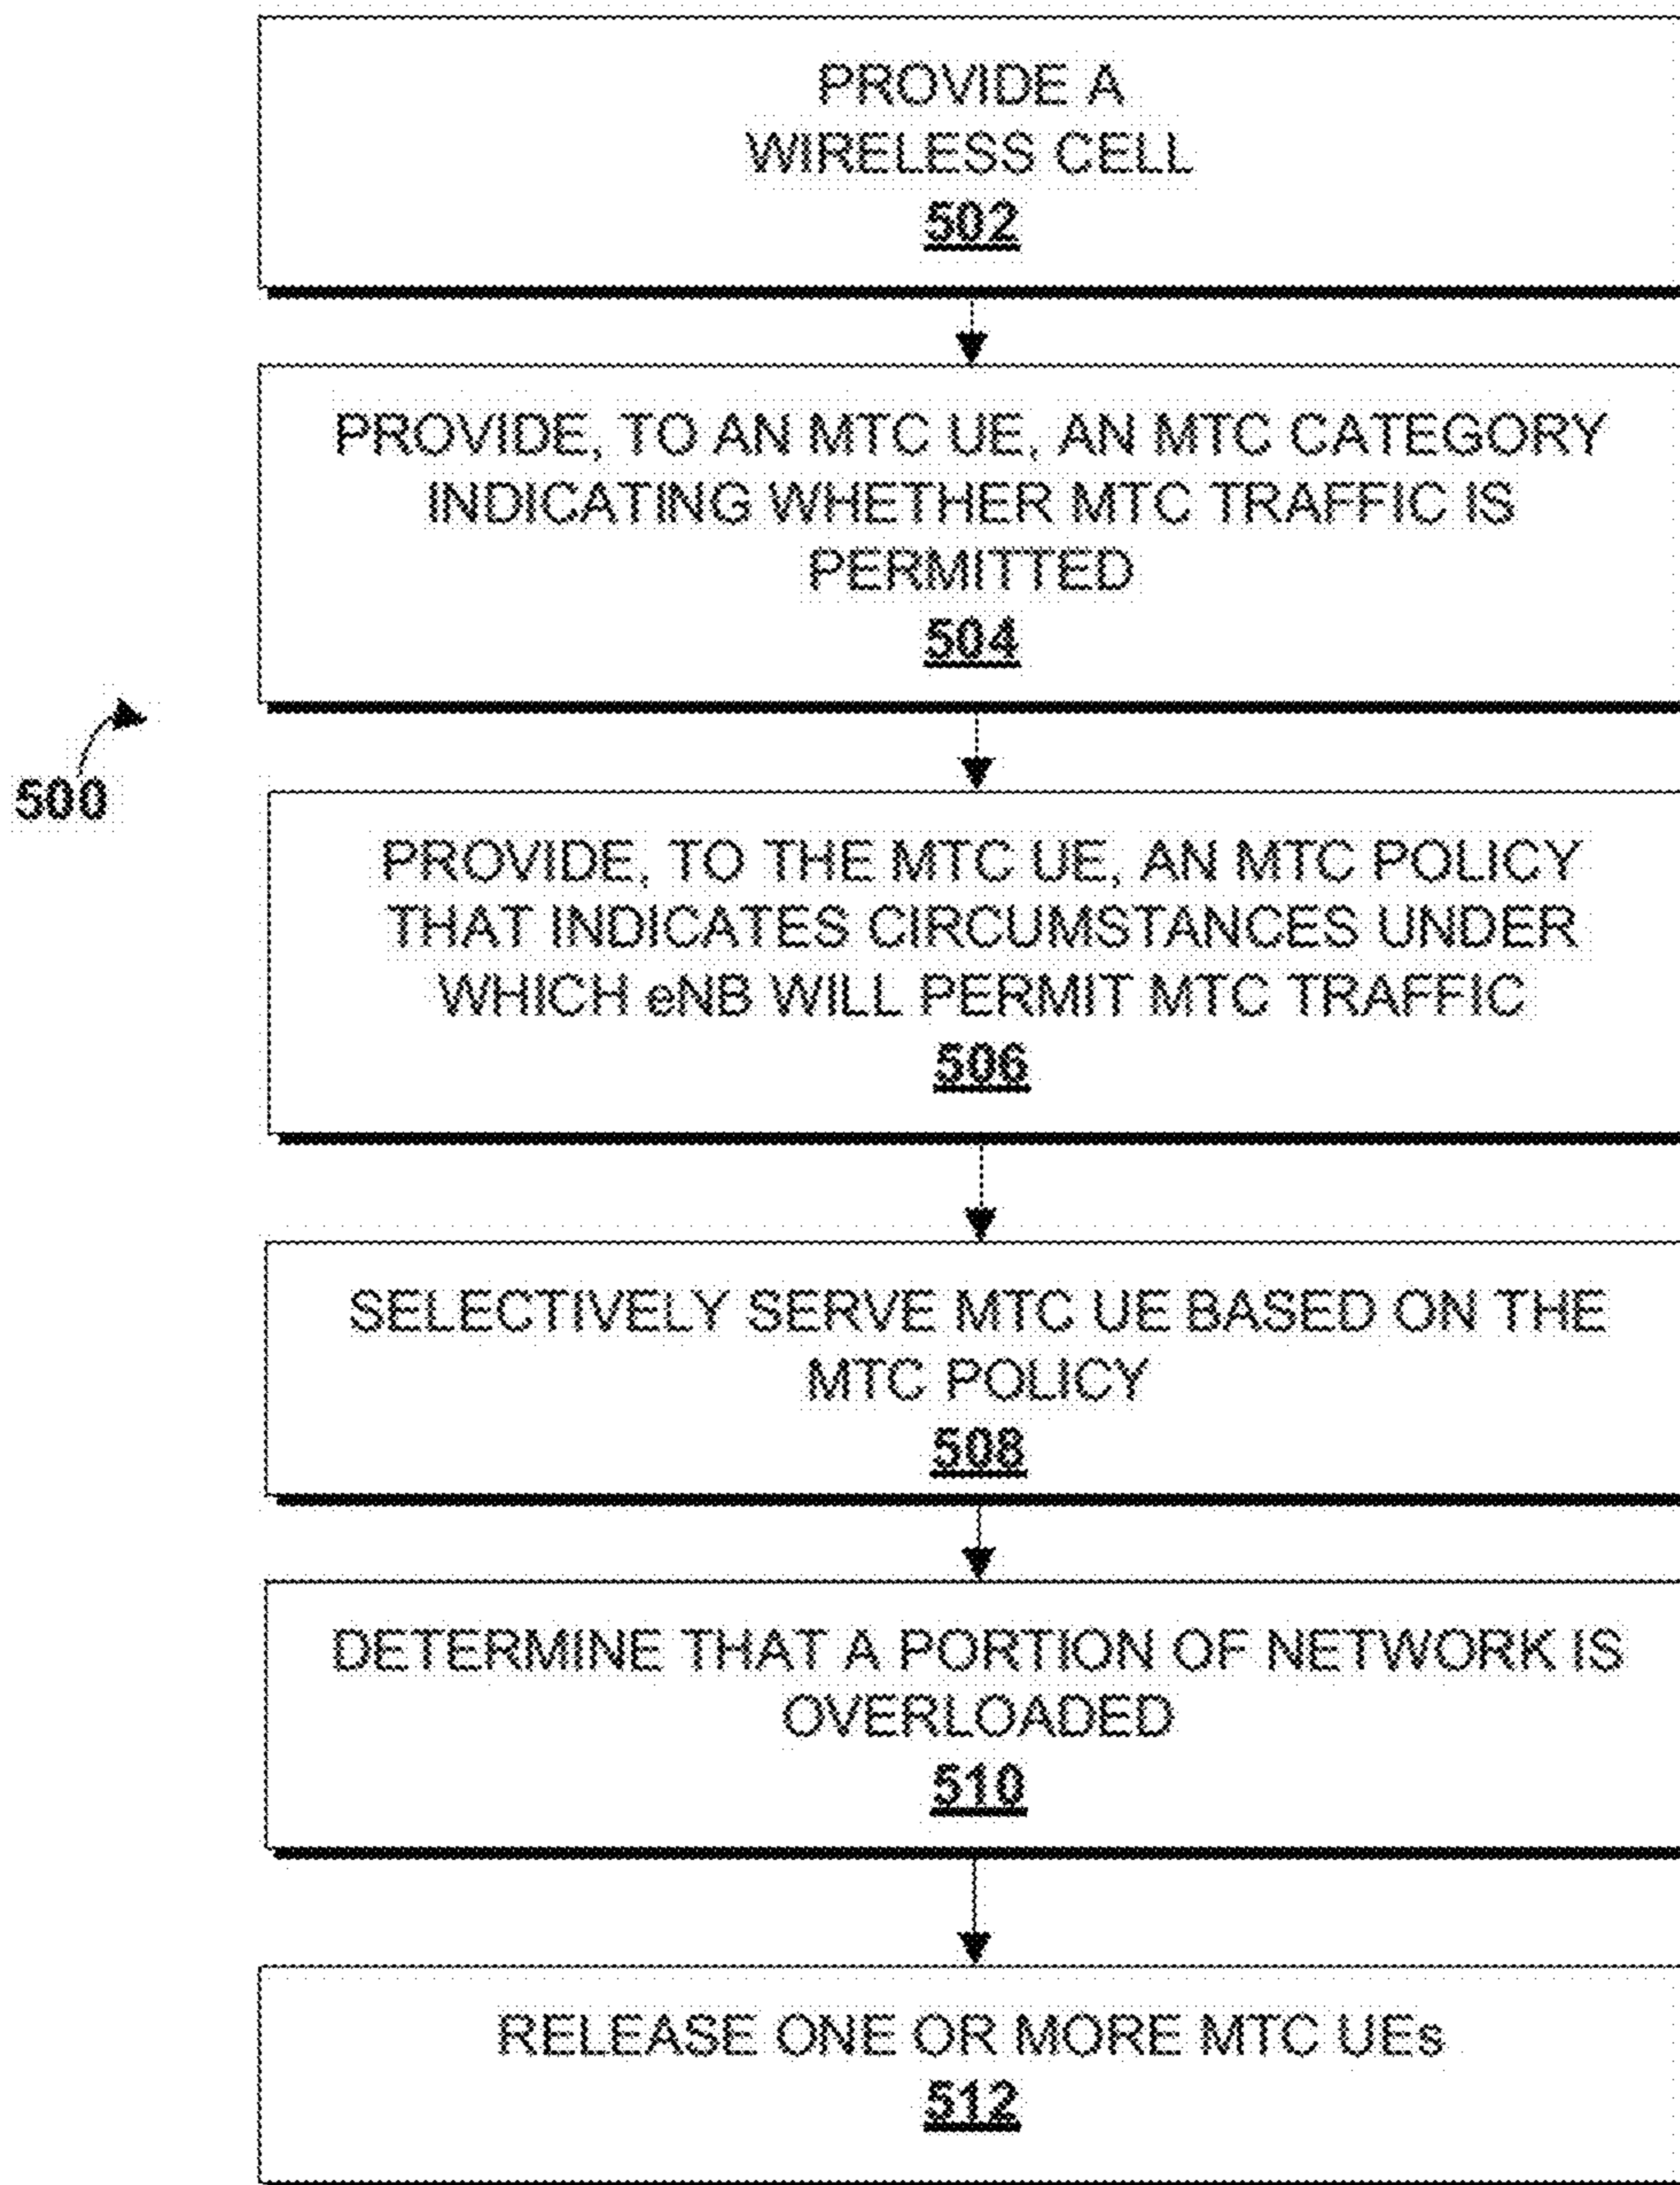 PROVIDE A
WIRELESS CELL
502
PROVIDE, TO AN MTC UE, AN MTC CATEGORY
INDICATING WHETHER MTC TRAFFIC IS
PERMITTED
504
500
PROVIDE, TO THE MTC UE, AN MTC POLICY
THAT INDICATES CIRCUMSTANCES UNDER
WHICH eNB WILL PERMIT MTC TRAFFIC
506
SELECTIVELY SERVE MTC UE BASED ON THE
MTC POLICY
508
DETERMINE THAT A PORTION OF NETWORK IS
OVERLOADED
510
RELEASE ONE OR MORE MTC UEs
512